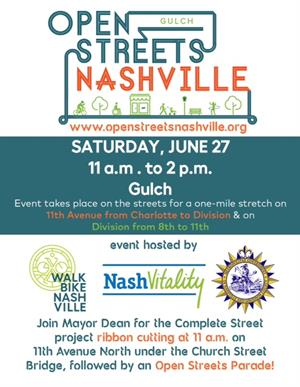 OPEN
GULCH
STREETS
NASHVILLE
www.openstreetsnashville.org
SATURDAY, JUNE 27
11 a.m . to 2 p.m.
Gulch
Event takes place on the streets for a one-mile stretch on
11th Avenue from Charlotte to Division & on
Division from 8th to 11th
event hosted by
WALK
BIKE
NASH
VILLE
NashVitality
Join Mayor Dean for the Complete Street
project ribbon cutting at 11 a.m. on
11th Avenue North under the Church Street
Bridge, followed by an Open Streets Parade!